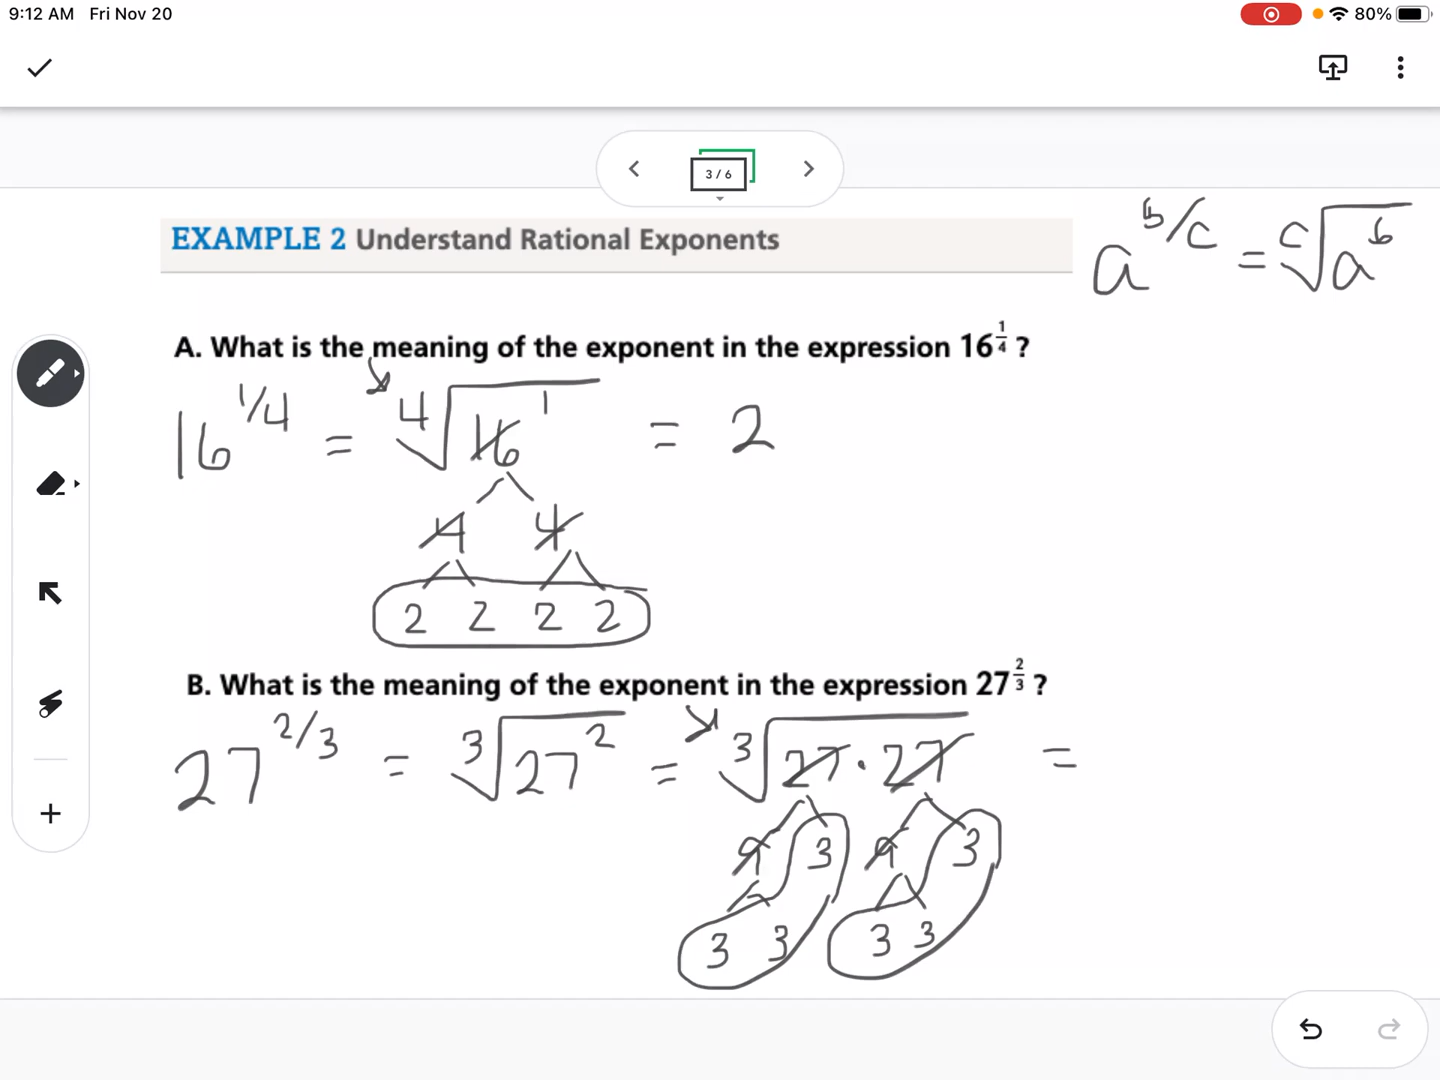 9:12 AM Fri Nov 20
80%
3 / 6
EXAMPLE 2 Understand Rational Exponents
a^b/c = ᶜ√a^b
A. What is the meaning of the exponent in the expression 16^1/4 ?
16^1/4 = ⁴√16^1 = 2
4 4
2 2 2 2
B. What is the meaning of the exponent in the expression 27^2/3 ?
27^2/3 = ³√27^2 = ³√27·27 =
9 3 9 3
3 3 3 3